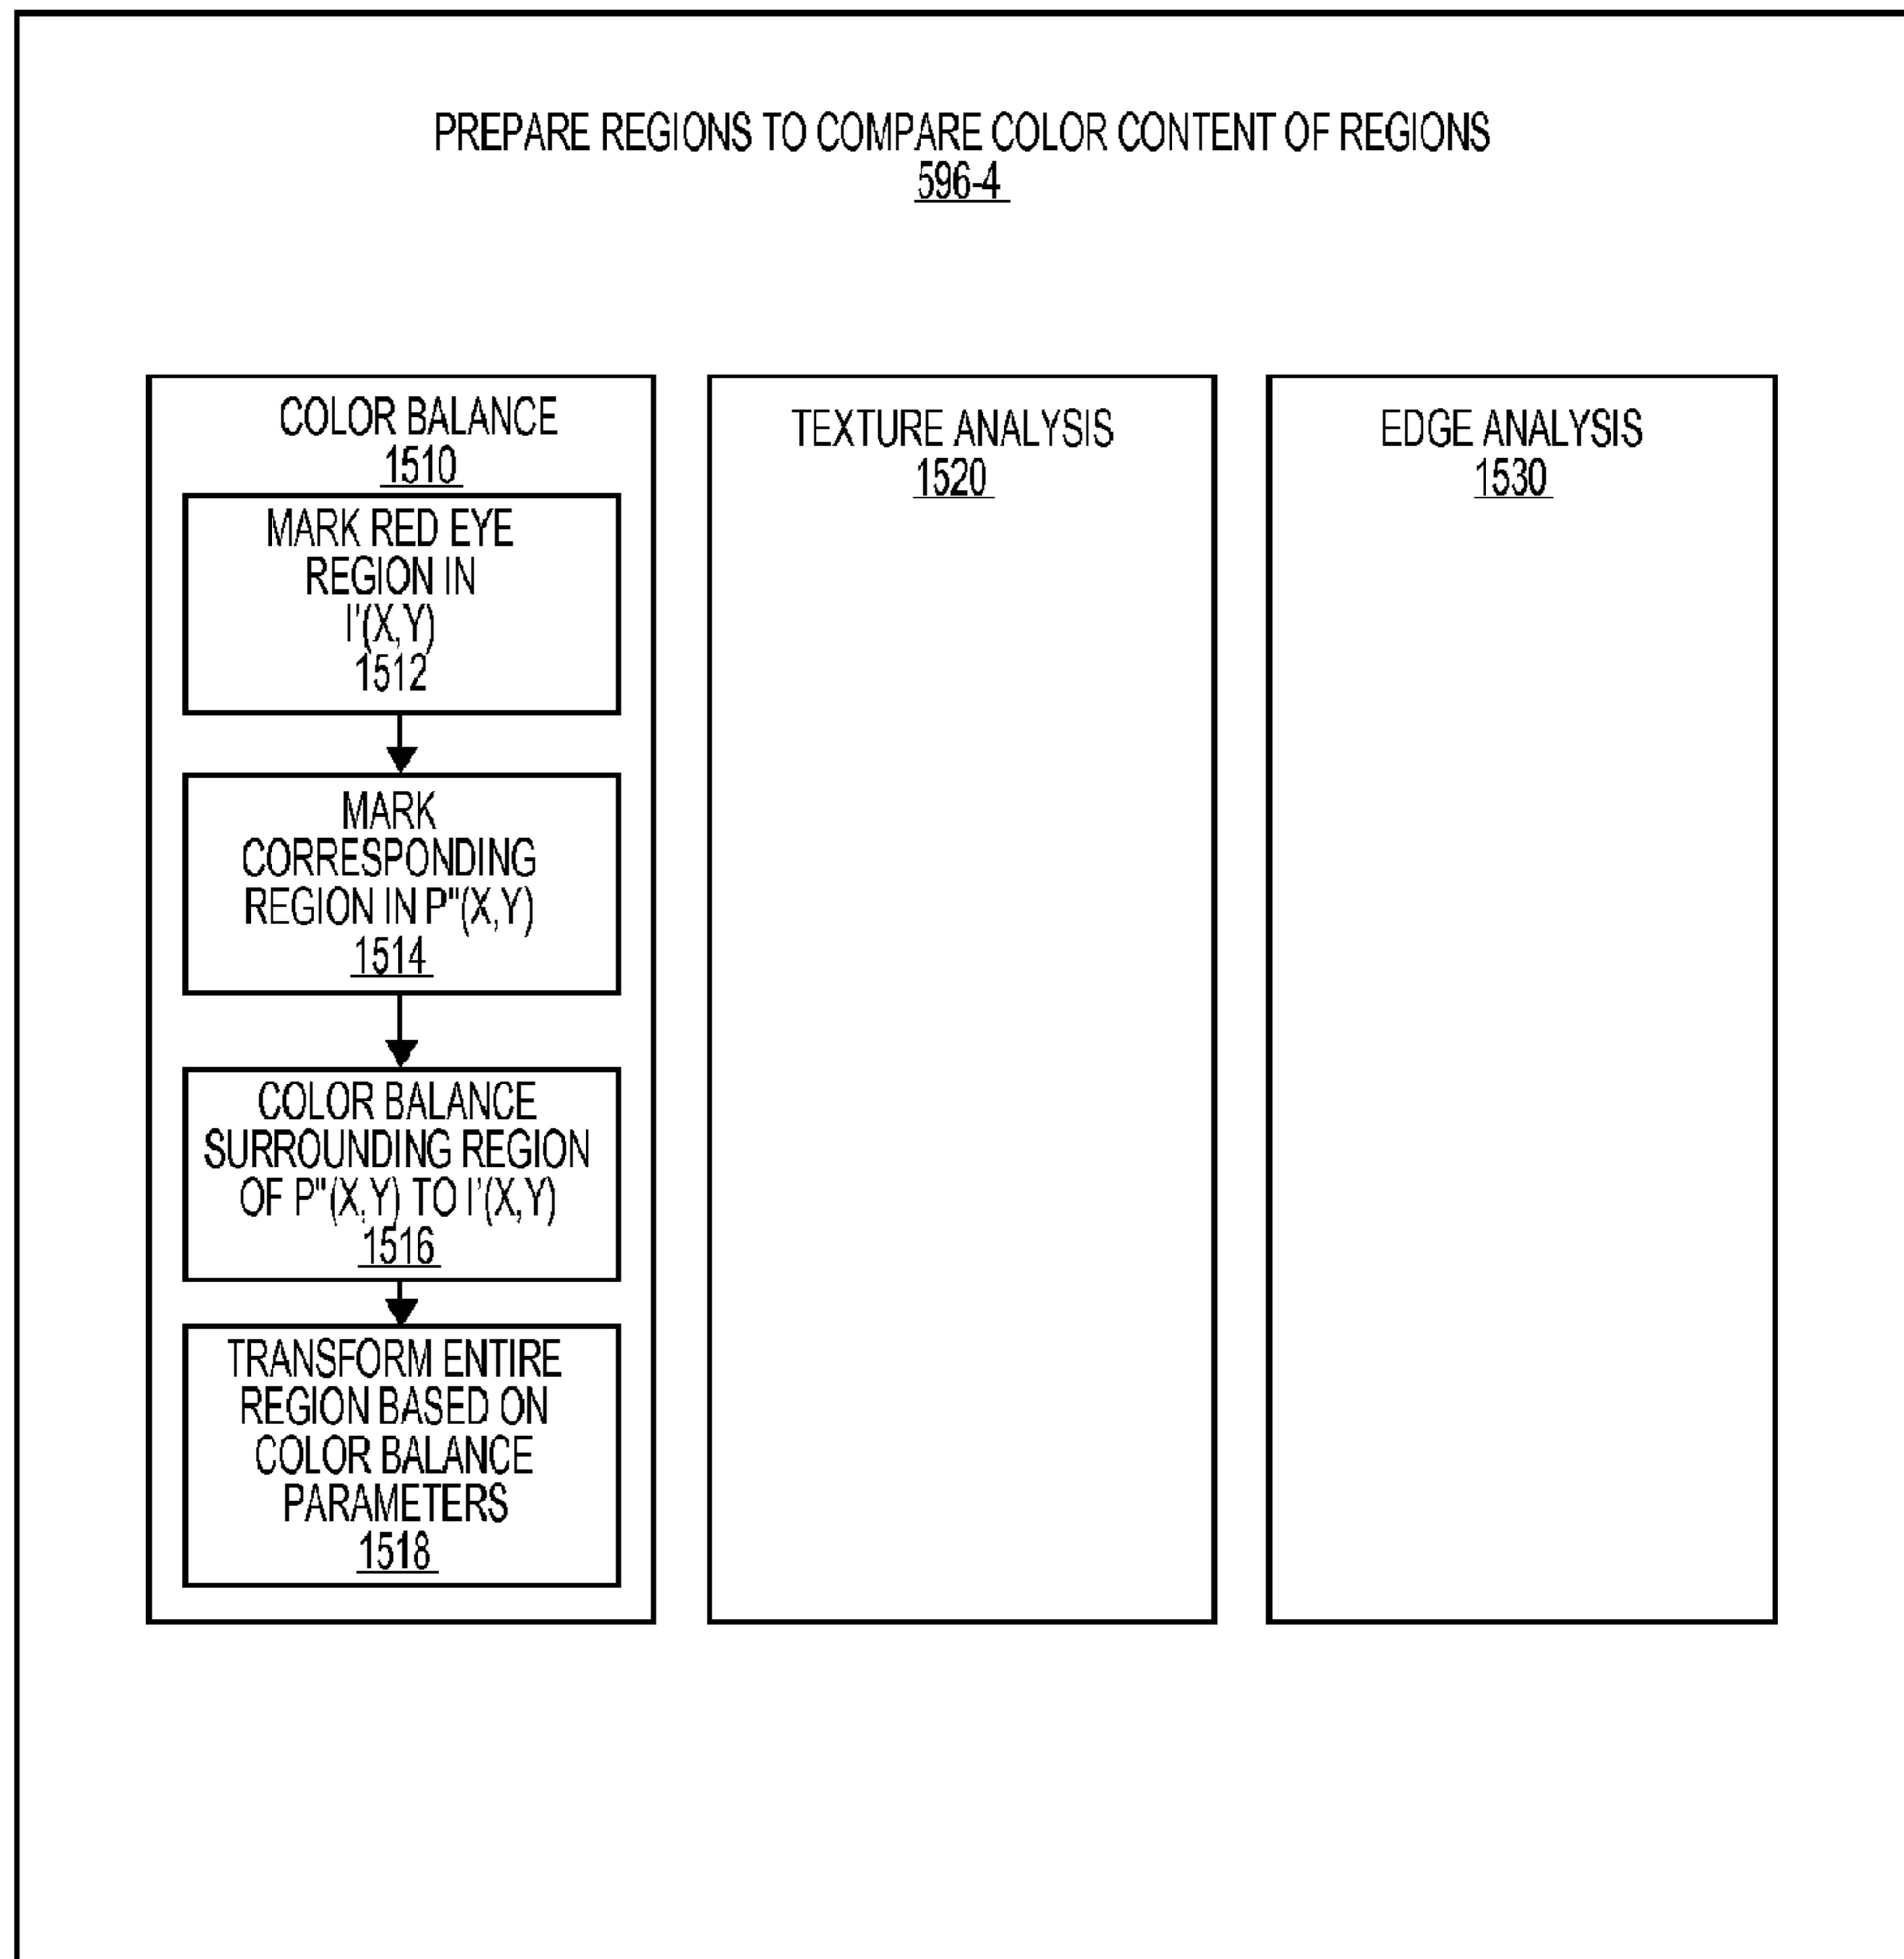 PREPARE REGIONS TO COMPARE COLOR CONTENT OF REGIONS
596-4
COLOR BALANCE
1510
MARK RED EYE
REGION IN
I'(X,Y)
1512
MARK
CORRESPONDING
REGION IN P"(X,Y)
1514
COLOR BALANCE
SURROUNDING REGION
OF P"(X,Y) TO I'(X,Y)
1516
TRANSFORM ENTIRE
REGION BASED ON
COLOR BALANCE
PARAMETERS
1518
TEXTURE ANALYSIS
1520
EDGE ANALYSIS
1530